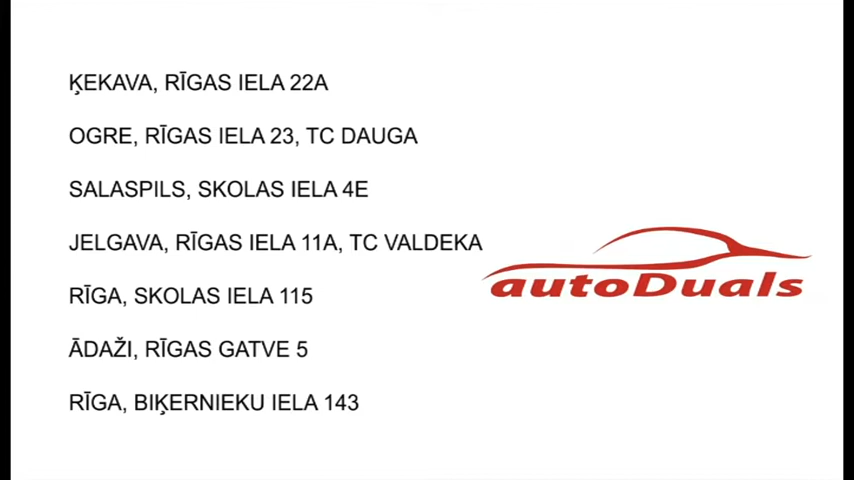 ĶEKAVA, RĪGAS IELA 22A
OGRE, RĪGAS IELA 23, TC DAUGA
SALASPILS, SKOLAS IELA 4E
JELGAVA, RĪGAS IELA 11A, TC VALDEKA
autoDuals
RĪGA, SKOLAS IELA 115
ĀDAŽI, RĪGAS GATVE 5
RĪGA, BIĶERNIEKU IELA 143